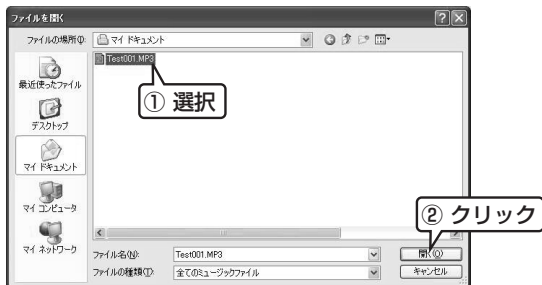 ファイルを開く
ファイルの場所(I):
マイ ドキュメント
Test001.MP3
① 選択
最近使ったファイル
デスクトップ
マイ ドキュメント
マイ コンピュータ
マイ ネットワーク
② クリック
ファイル名(N):
Test001.MP3
開く(O)
ファイルの種類(T):
全てのミュージックファイル
キャンセル